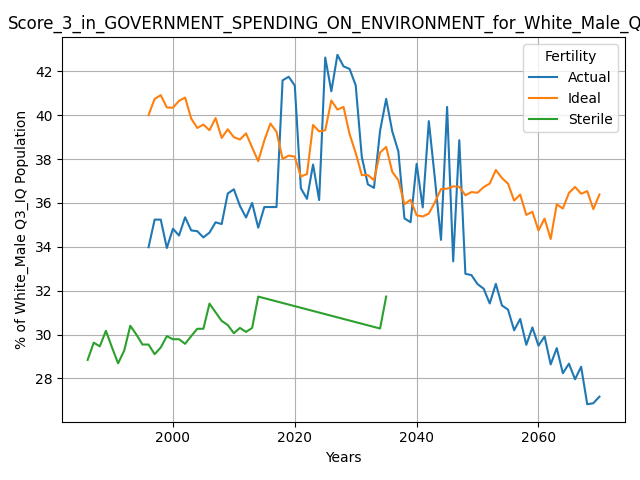 Score_3_in_GOVERNMENT_SPENDING_ON_ENVIRONMENT_for_White_Male_Q
Fertility
Actual
Ideal
Sterile
% of White_Male Q3_IQ Population
42
40
38
36
34
32
30
28
2000
2020
2040
2060
Years